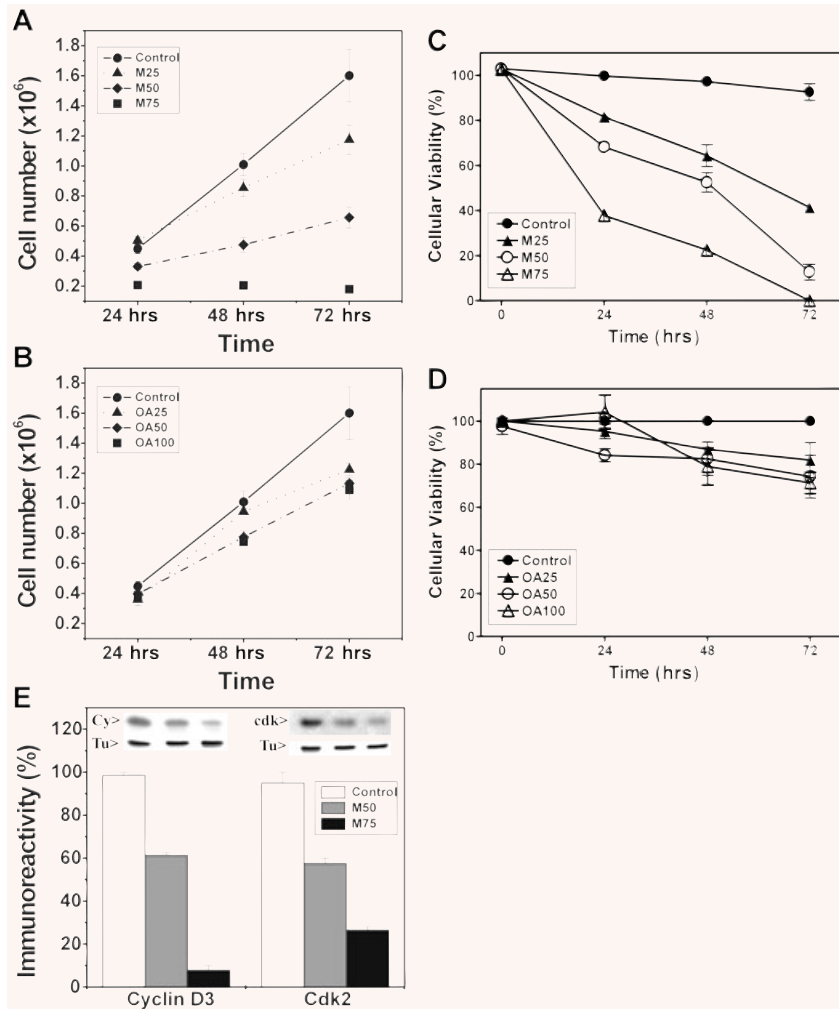 A
Cell number (x10⁶)
1.8
1.6
1.4
1.2
1.0
0.8
0.6
0.4
0.2
Control
M25
M50
M75
24 hrs 48 hrs 72 hrs
Time
B
Cell number (x10⁶)
1.8
1.6
1.4
1.2
1.0
0.8
0.6
0.4
0.2
Control
OA25
OA50
OA100
24 hrs 48 hrs 72 hrs
Time
C
Cellular Viability (%)
100
80
60
40
20
0
Control
M25
M50
M75
0 24 48 72
Time (hrs)
D
Cellular Viability (%)
100
80
60
40
20
0
Control
OA25
OA50
OA100
0 24 48 72
Time (hrs)
E
Immunoreactivity (%)
120
100
80
60
40
20
0
Cy>
Tu>
cdk>
Tu>
Control
M50
M75
Cyclin D3 Cdk2